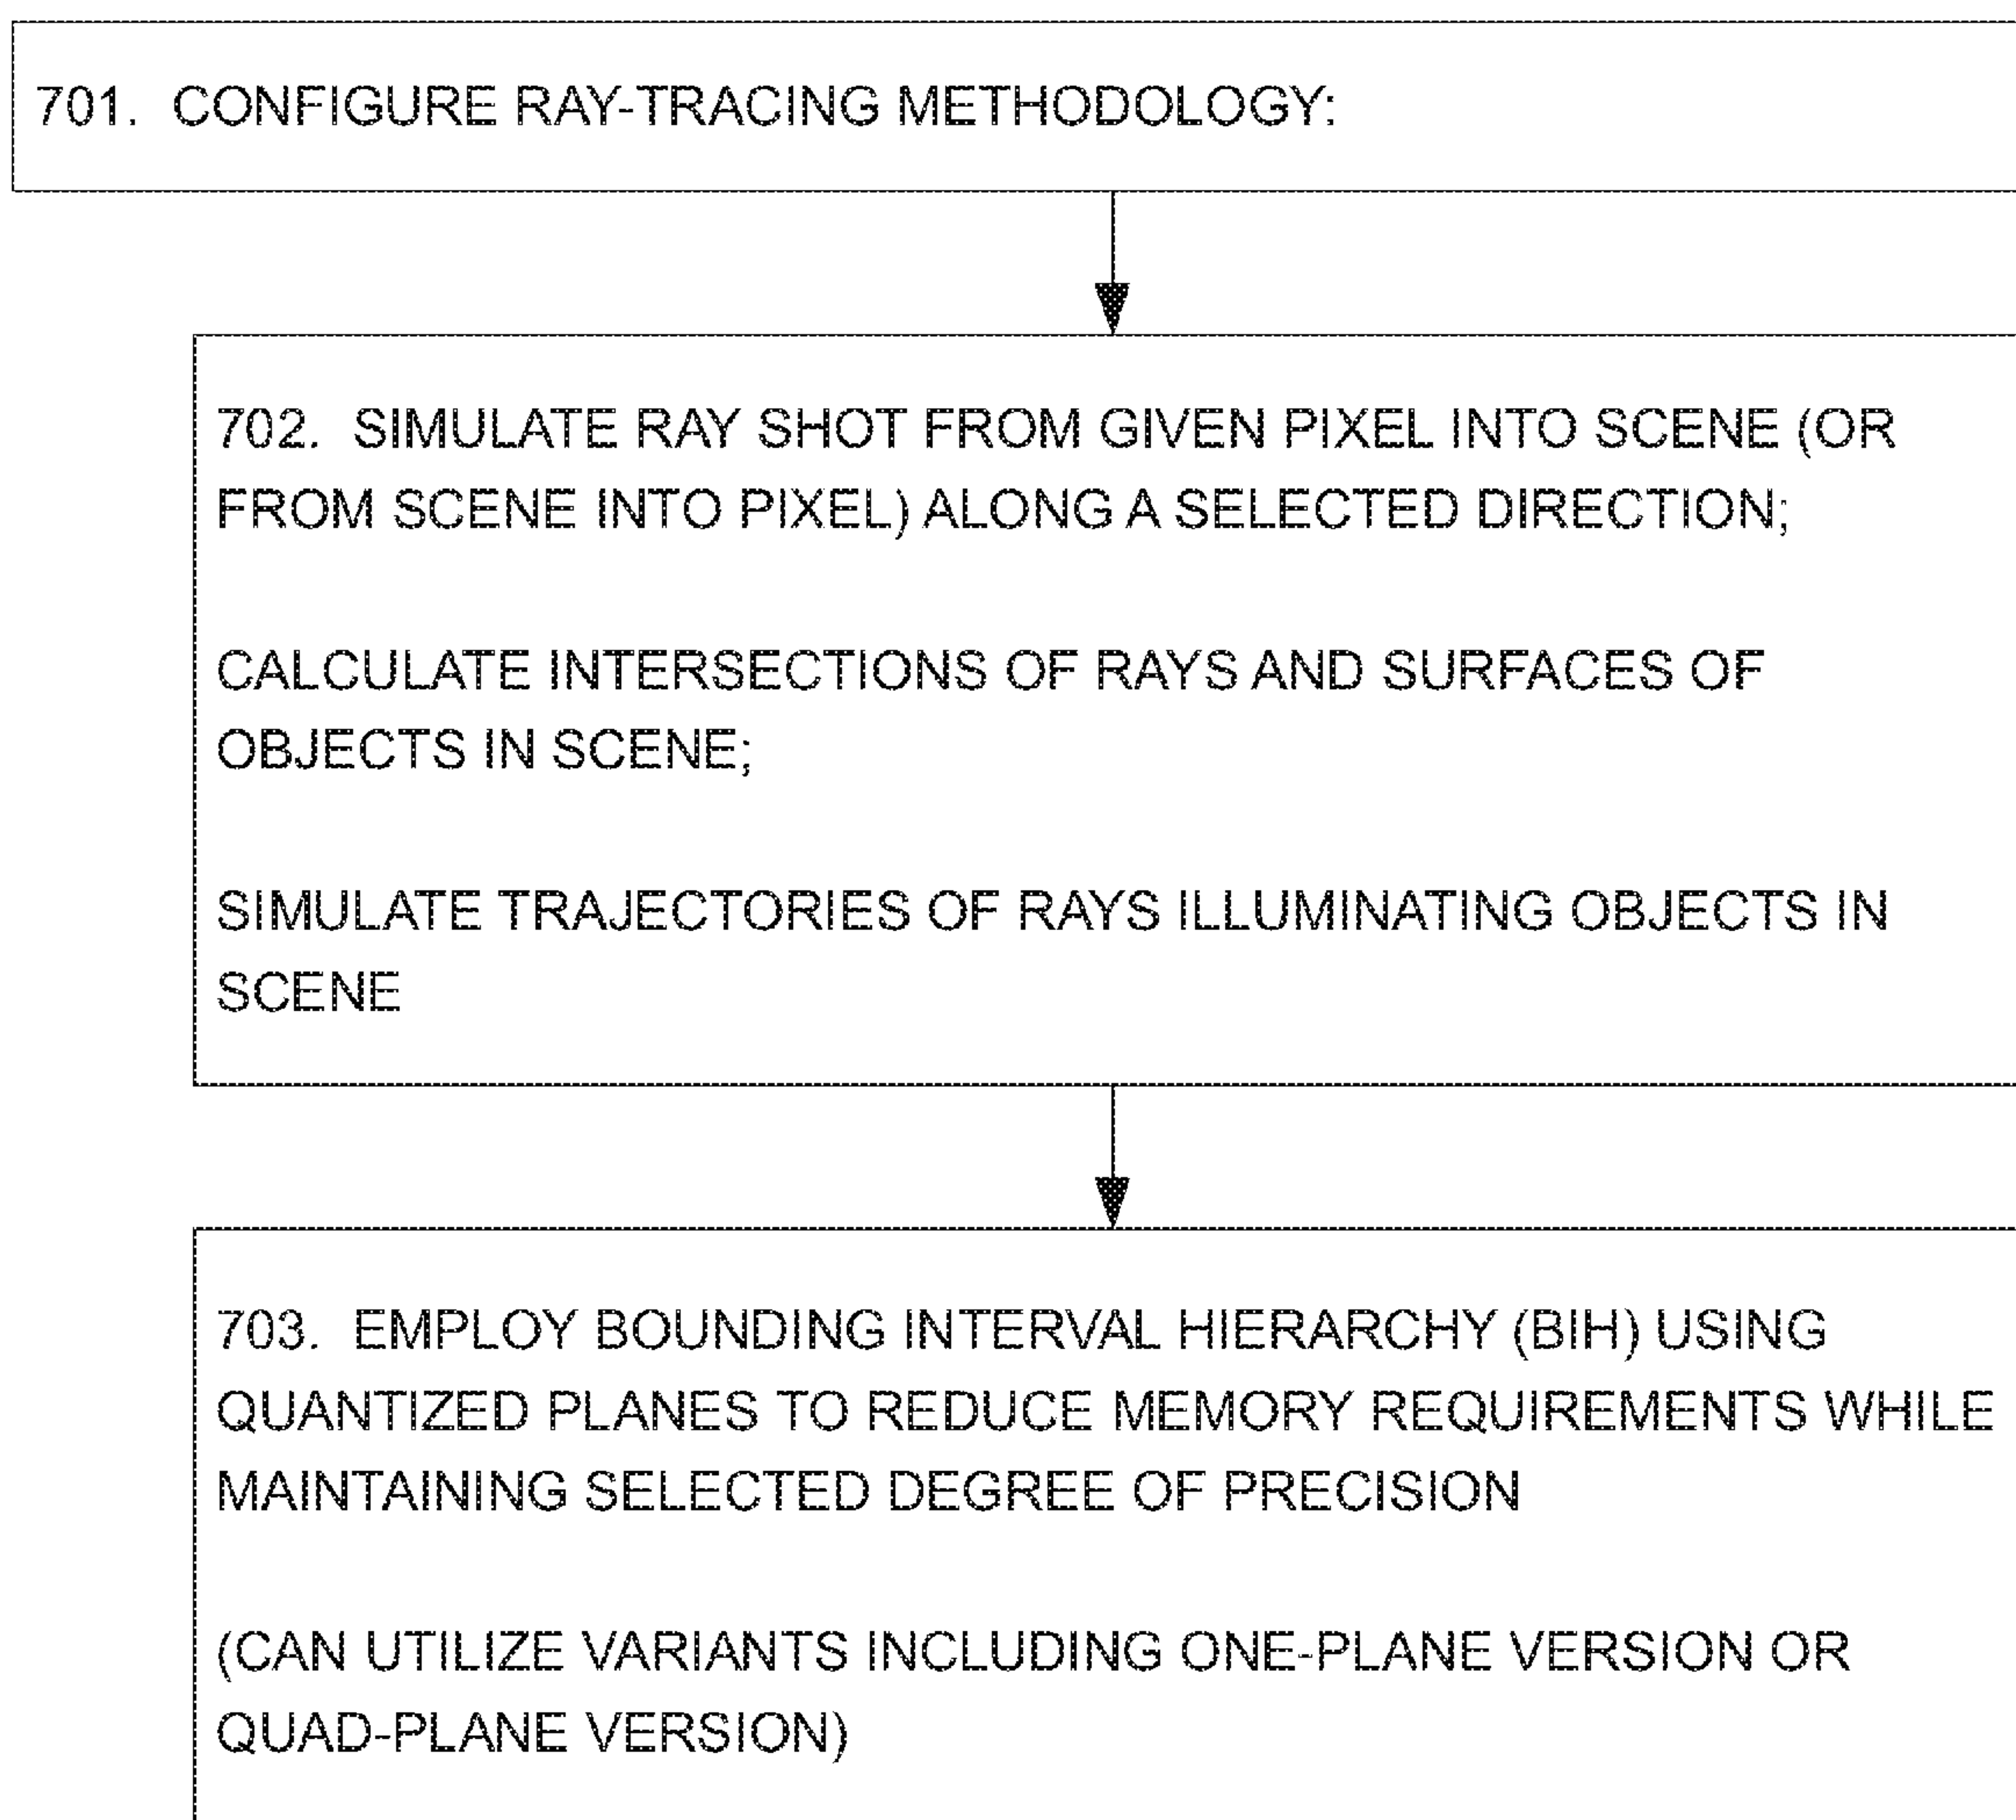 701. CONFIGURE RAY-TRACING METHODOLOGY:
702. SIMULATE RAY SHOT FROM GIVEN PIXEL INTO SCENE (OR
FROM SCENE INTO PIXEL) ALONG A SELECTED DIRECTION;
CALCULATE INTERSECTIONS OF RAYS AND SURFACES OF
OBJECTS IN SCENE;
SIMULATE TRAJECTORIES OF RAYS ILLUMINATING OBJECTS IN
SCENE
703. EMPLOY BOUNDING INTERVAL HIERARCHY (BIH) USING
QUANTIZED PLANES TO REDUCE MEMORY REQUIREMENTS WHILE
MAINTAINING SELECTED DEGREE OF PRECISION
(CAN UTILIZE VARIANTS INCLUDING ONE-PLANE VERSION OR
QUAD-PLANE VERSION)